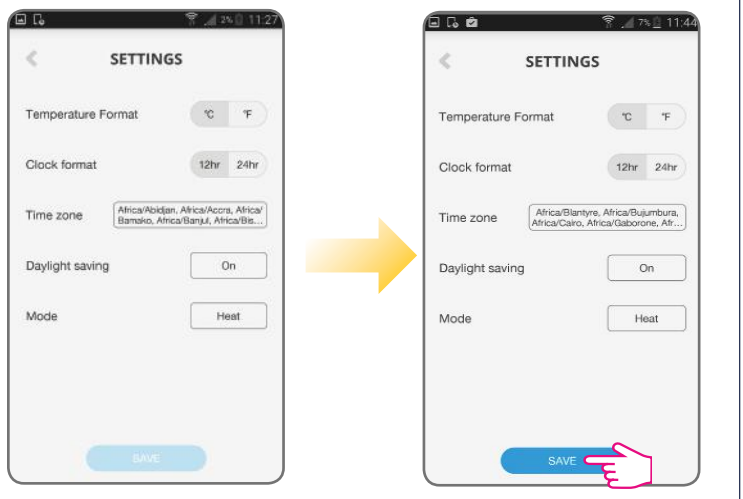 2% 11:27
SETTINGS
Temperature Format °C °F
Clock format 12hr 24hr
Time zone Africa/Abidjan, Africa/Accra, Africa/
Bamako, Africa/Banjul, Africa/Bis...
Daylight saving On
Mode Heat
SAVE
7% 11:44
SETTINGS
Temperature Format °C °F
Clock format 12hr 24hr
Time zone Africa/Blantyre, Africa/Bujumbura,
Africa/Cairo, Africa/Gaborone, Afr...
Daylight saving On
Mode Heat
SAVE